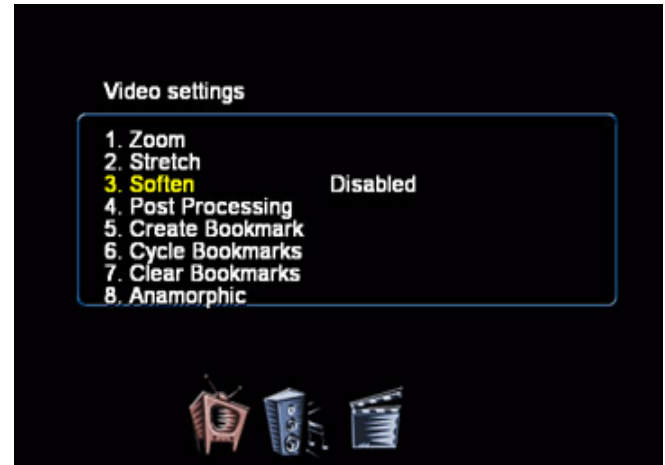 Video settings
1. Zoom
2. Stretch
3. Soften Disabled
4. Post Processing
5. Create Bookmark
6. Cycle Bookmarks
7. Clear Bookmarks
8. Anamorphic